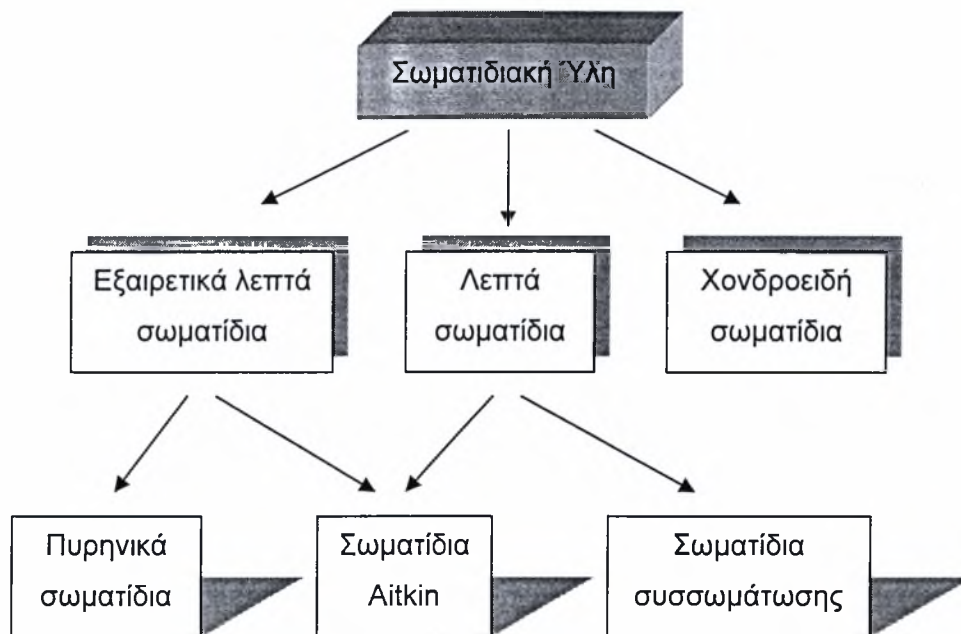 Σωματιδιακή Ύλη
Εξαιρετικά λεπτά
σωματίδια
Λεπτά
σωματίδια
Χονδροειδή
σωματίδια
Πυρηνικά
σωματίδια
Σωματίδια
Aitkin
Σωματίδια
συσσωμάτωσης